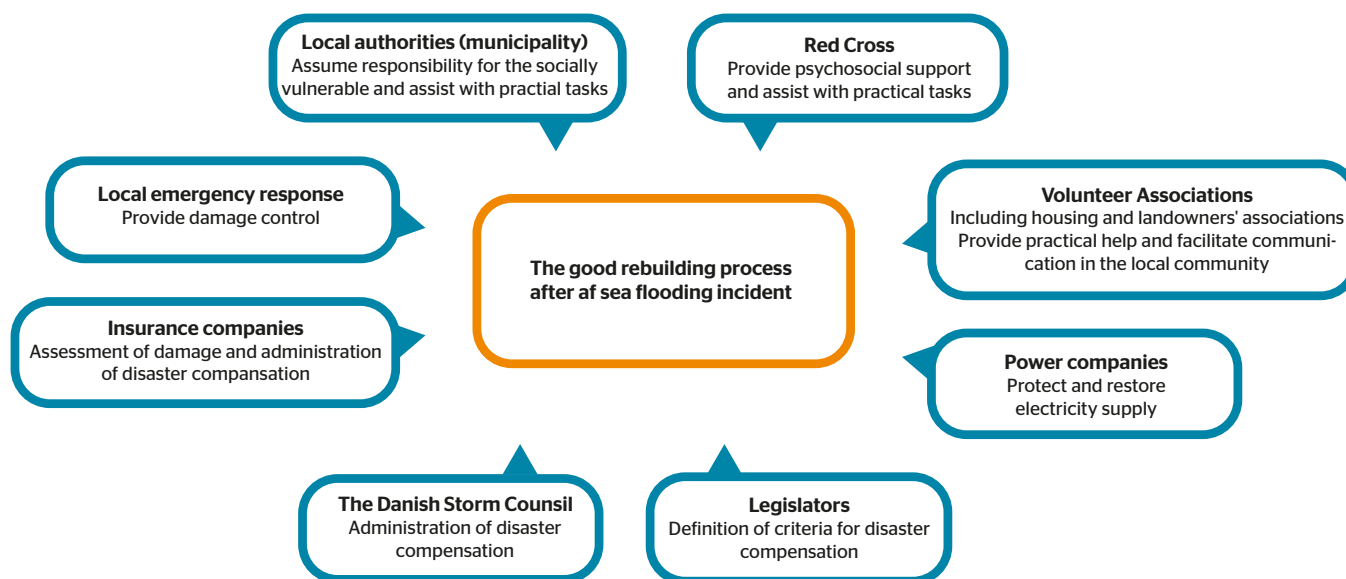 Local authorities (municipality)
Assume responsibility for the socially
vulnerable and assist with practial tasks
Red Cross
Provide psychosocial support
and assist with practical tasks
Local emergency response
Provide damage control
Volunteer Associations
Including housing and landowners' associations
Provide practical help and facilitate communi-
cation in the local community
The good rebuilding process
after af sea flooding incident
Insurance companies
Assessment of damage and administration
of disaster compansation
Power companies
Protect and restore
electricity supply
The Danish Storm Counsil
Administration of disaster
compensation
Legislators
Definition of criteria for disaster
compensation